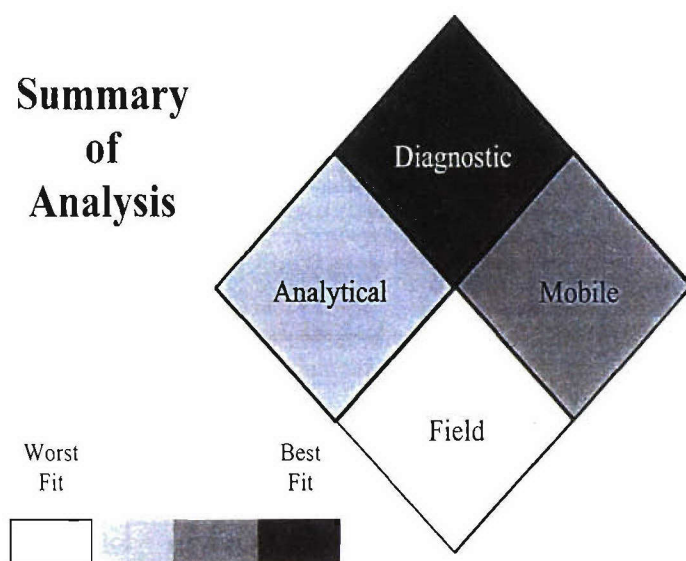 Summary
of
Analysis
Diagnostic
Analytical
Mobile
Field
Worst
Fit
Best
Fit